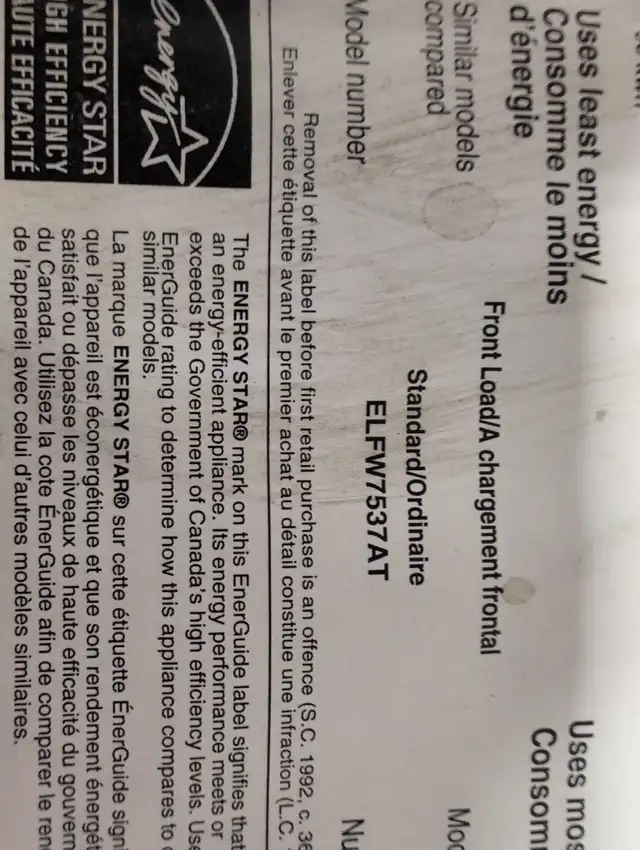 Uses least energy /
Consomme le moins
d'énergie
Uses mos
Consom
Similar models
compared
Front Load/A chargement frontal
Standard/Ordinaire
Model number
ELFW7537AT
Nu
Removal of this label before first retail purchase is an offence (S.C. 1992, c. 36
Enlever cette étiquette avant le premier achat au détail constitue une infraction (L.C.
energy
ENERGY STAR
HIGH EFFICIENCY
HAUTE EFFICACITÉ
The ENERGY STAR® mark on this EnerGuide label signifies that
an energy-efficient appliance. Its energy performance meets or
exceeds the Government of Canada's high efficiency levels. Use
EnerGuide rating to determine how this appliance compares to
similar models.
La marque ENERGY STAR® sur cette étiquette ÉnerGuide signi
que l'appareil est éconergétique et que son rendement énergét
satisfait ou dépasse les niveaux de haute efficacité du gouvern
du Canada. Utilisez la cote ÉnerGuide afin de comparer le ren
de l'appareil avec celui d'autres modèles similaires.